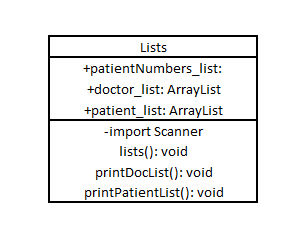 Lists
+patientNumbers_list:
+doctor_list: ArrayList
+patient_list: ArrayList
-import Scanner
lists(): void
printDocList(): void
printPatientList(): void